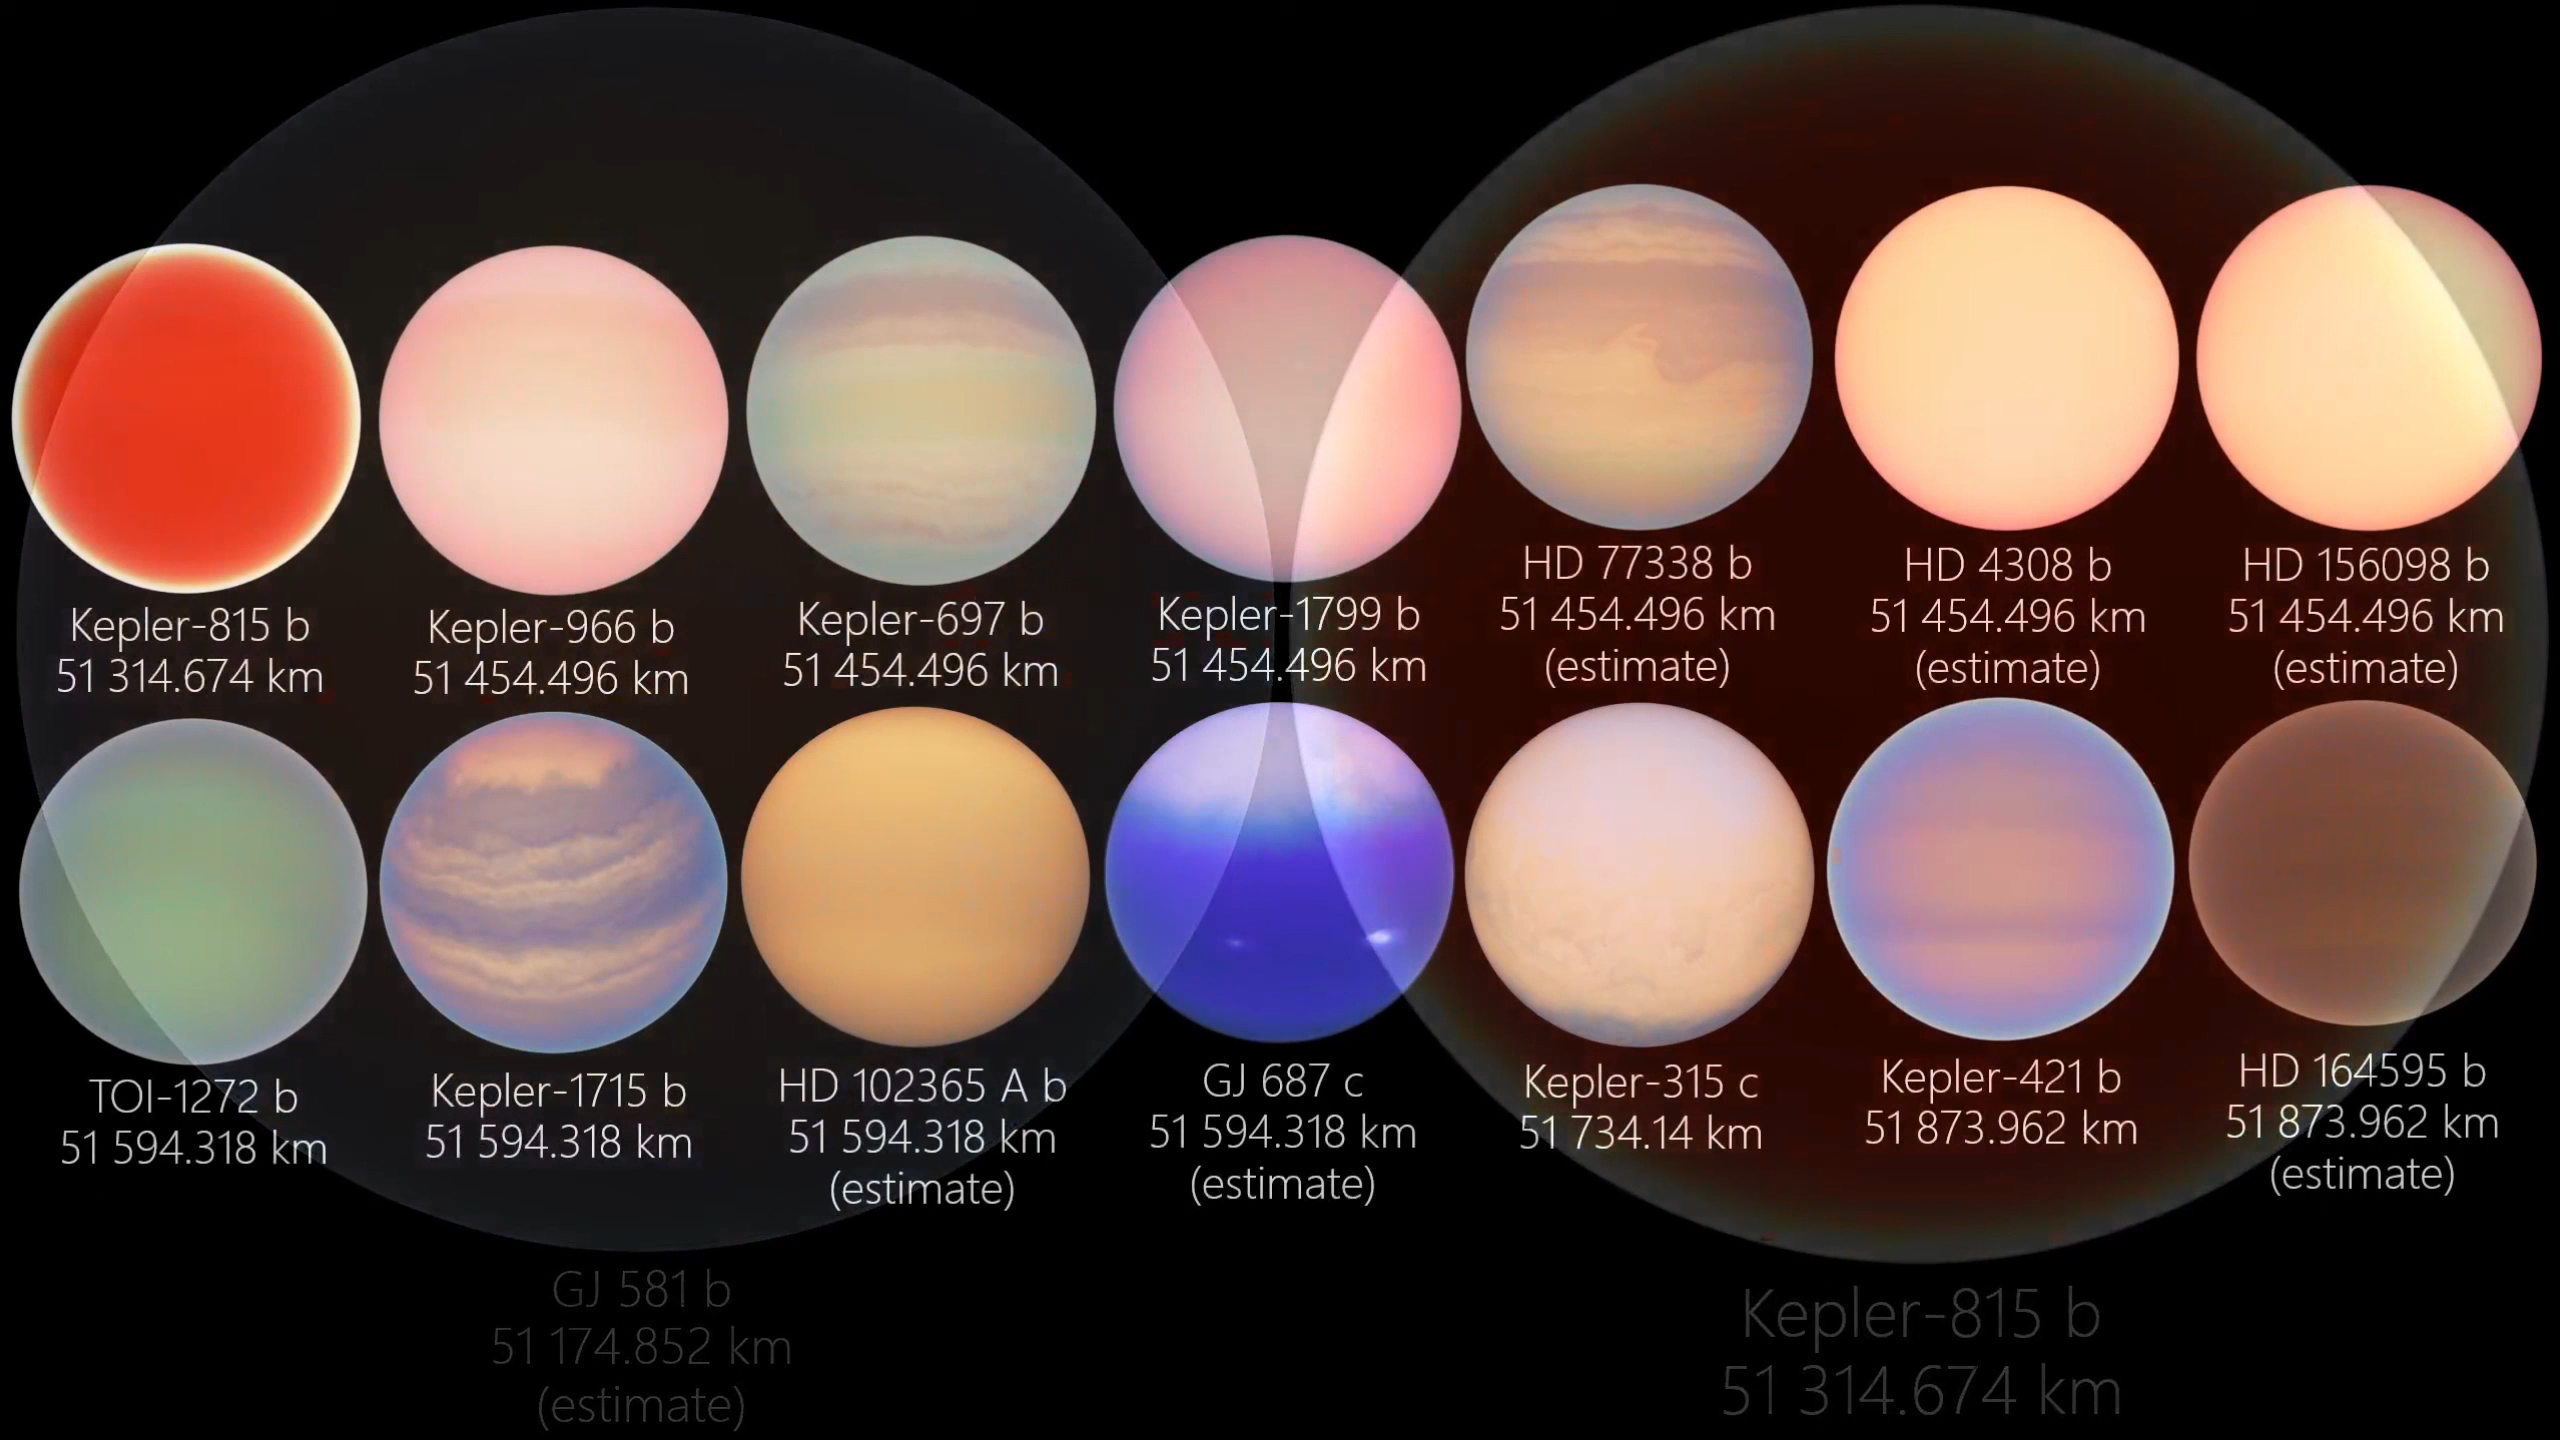 Kepler-815 b
51 314.674 km
Kepler-966 b
51 454.496 km
Kepler-697 b
51 454.496 km
Kepler-1799 b
51 454.496 km
HD 77338 b
51 454.496 km
(estimate)
HD 4308 b
51 454.496 km
(estimate)
HD 156098 b
51 454.496 km
(estimate)
TOI-1272 b
51 594.318 km
Kepler-1715 b
51 594.318 km
HD 102365 A b
51 594.318 km
(estimate)
GJ 687 c
51 594.318 km
(estimate)
Kepler-315 c
51 734.14 km
Kepler-421 b
51 873.962 km
HD 164595 b
51 873.962 km
(estimate)
GJ 581 b
51 174.852 km
(estimate)
Kepler-815 b
51 314.674 km